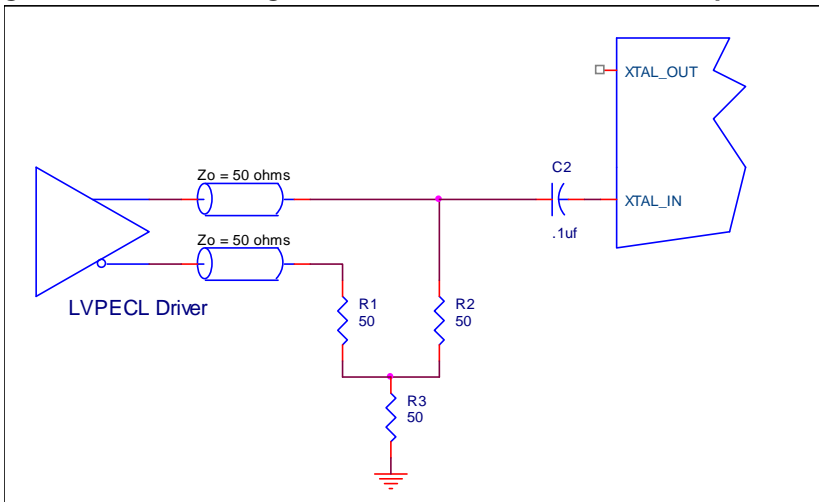 XTAL_OUT
Zo = 50 ohms
C2
XTAL_IN
.1uf
Zo = 50 ohms
LVPECL Driver
R1
50
R2
50
R3
50